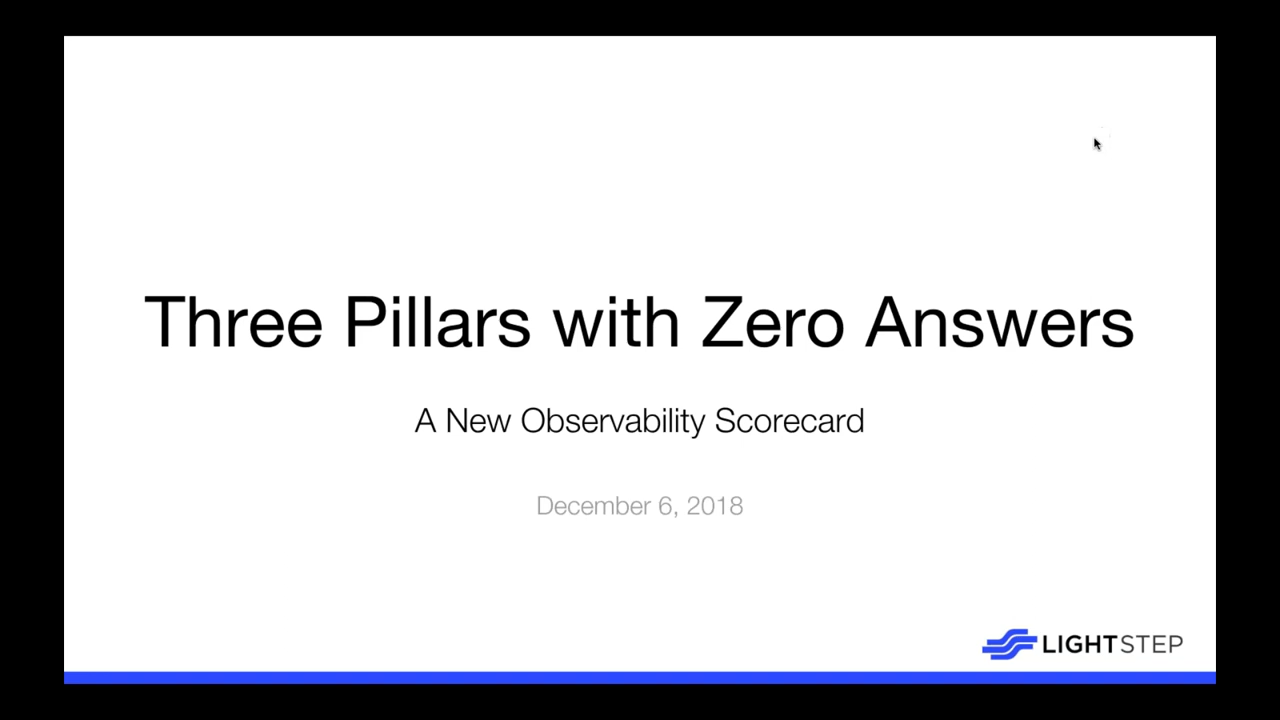 Three Pillars with Zero Answers
A New Observability Scorecard
December 6, 2018
LIGHTSTEP